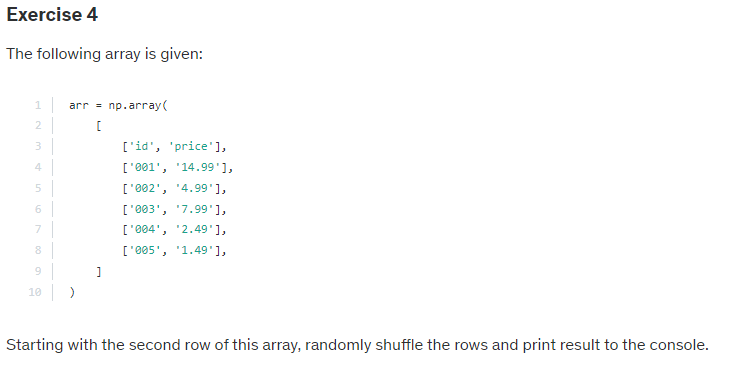 Exercise 4
The following array is given:
1 arr = np.array(
2 [
3 ['id', 'price'],
4 ['001', '14.99'],
5 ['002', '4.99'],
6 ['003', '7.99'],
7 ['004', '2.49'],
8 ['005', '1.49'],
9 ]
10 )
Starting with the second row of this array, randomly shuffle the rows and print result to the console.